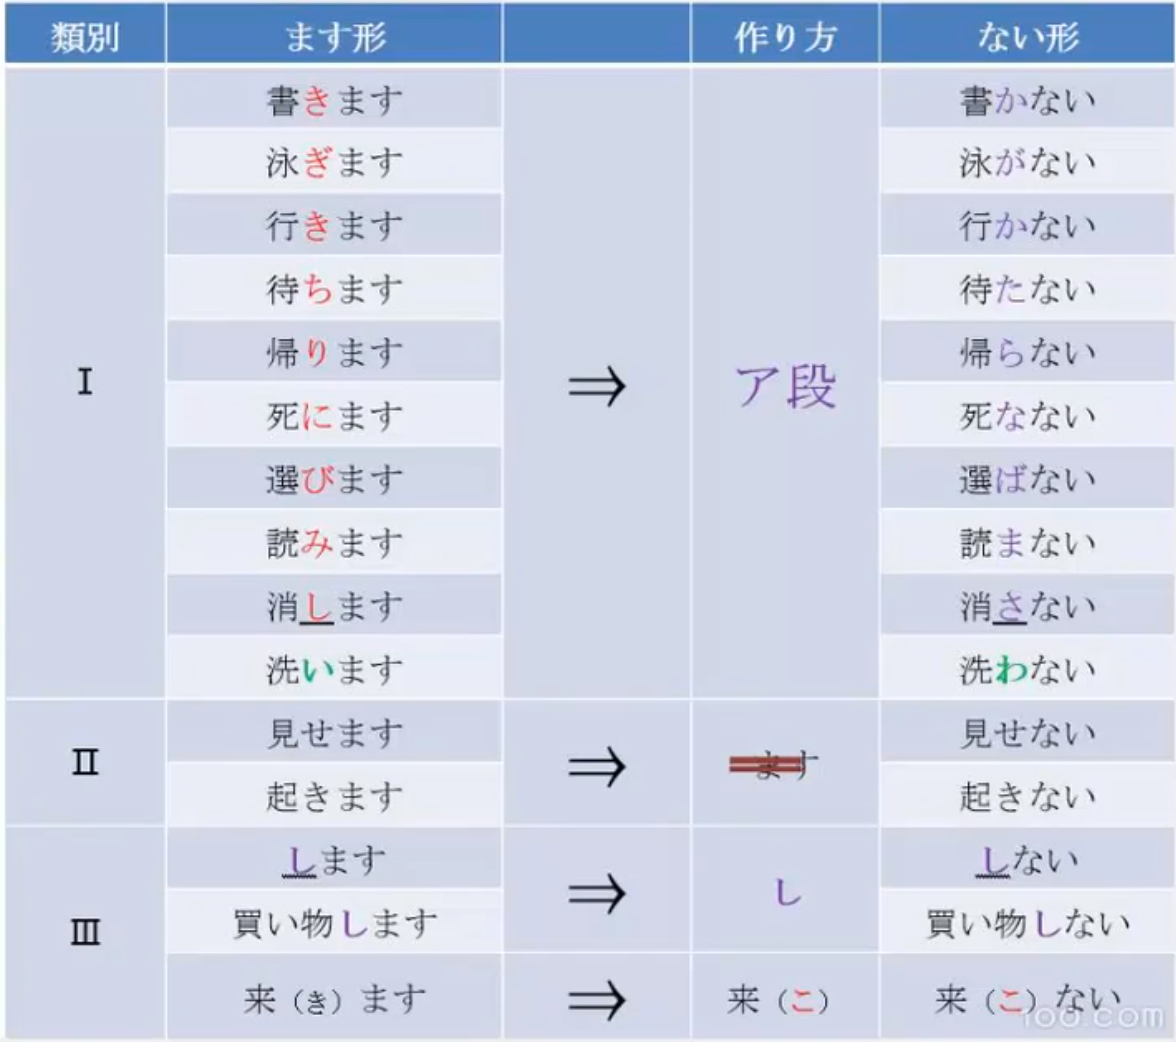 類別 ます形 作り方 ない形
Ⅰ ⇒ ア段
書きます 書かない
泳ぎます 泳がない
行きます 行かない
待ちます 待たない
帰ります 帰らない
死にます 死なない
選びます 選ばない
読みます 読まない
消します 消さない
洗います 洗わない
Ⅱ ⇒ ます
見せます 見せない
起きます 起きない
Ⅲ ⇒ し
します しない
買い物します 買い物しない
来（き）ます ⇒ 来（こ） 来（こ）ない
100.com